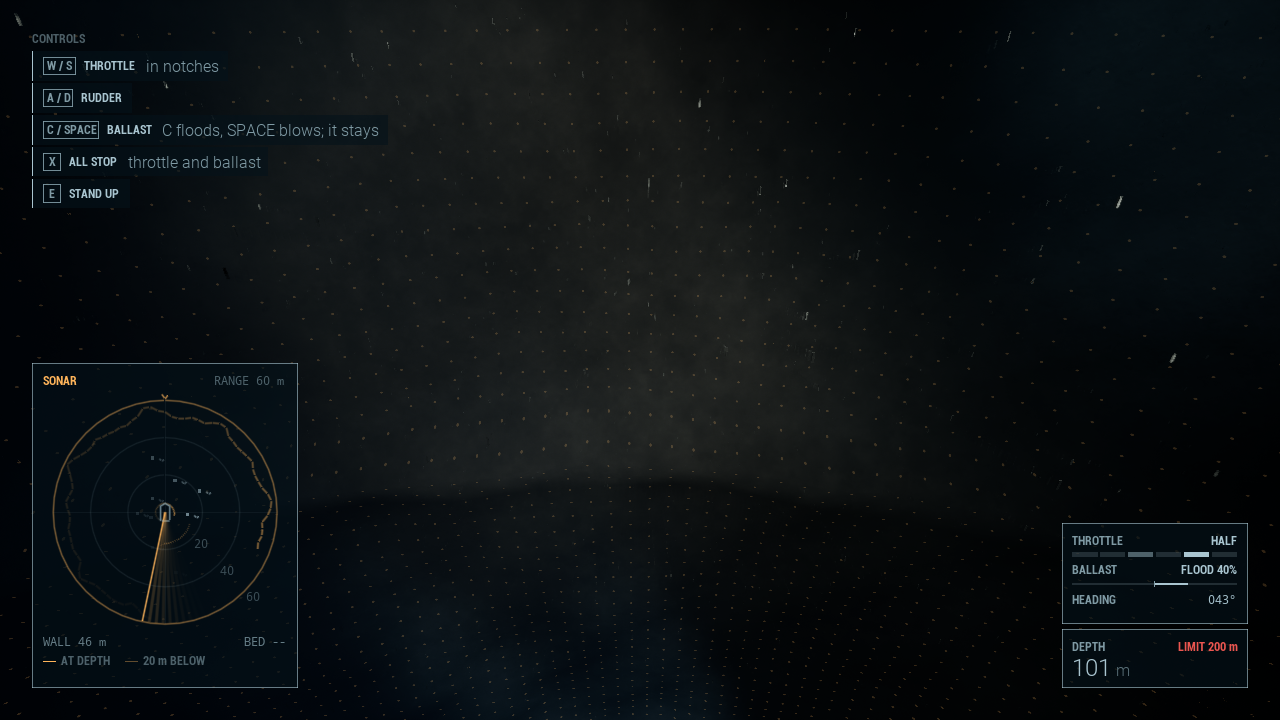 CONTROLS
W / S THROTTLE in notches
A / D RUDDER
C / SPACE BALLAST C floods, SPACE blows; it stays
X ALL STOP throttle and ballast
E STAND UP
SONAR RANGE 60 m
20
40
60
WALL 46 m BED --
AT DEPTH 20 m BELOW
THROTTLE HALF
BALLAST FLOOD 40%
HEADING 043°
DEPTH LIMIT 200 m
101 m